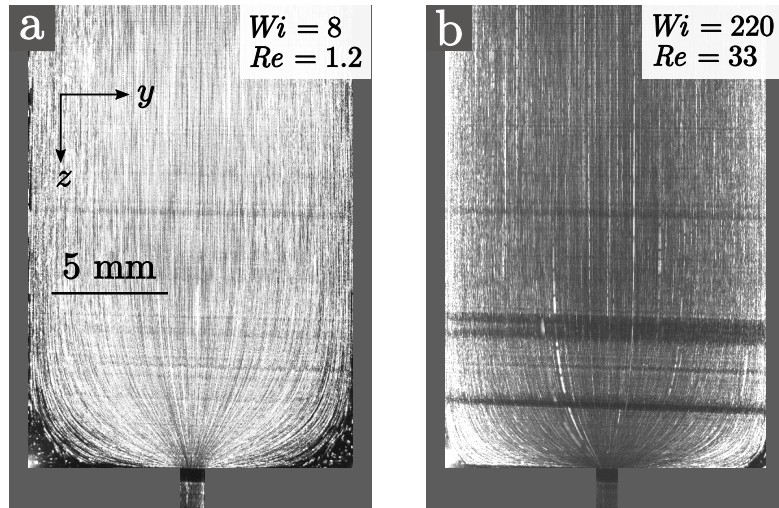 a
Wi = 8
Re = 1.2
y
z
5 mm
b
Wi = 220
Re = 33